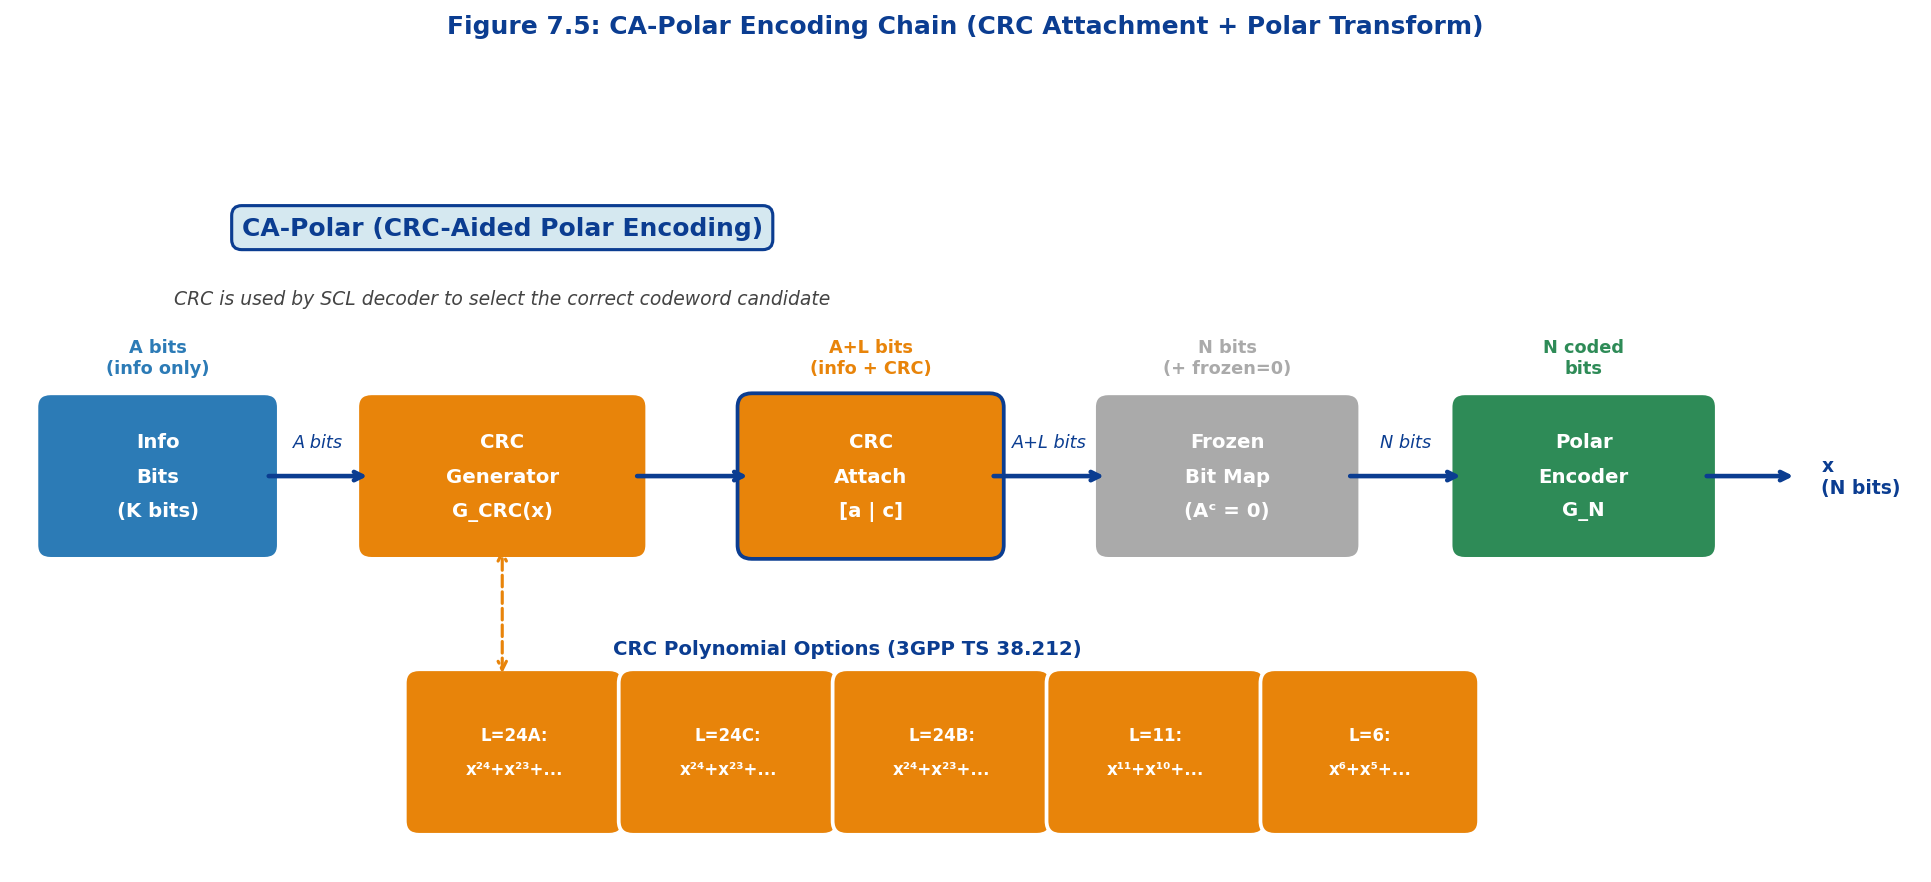 Figure 7.5: CA-Polar Encoding Chain (CRC Attachment + Polar Transform)
CA-Polar (CRC-Aided Polar Encoding)
CRC is used by SCL decoder to select the correct codeword candidate
A bits
(info only)
A+L bits
(info + CRC)
N bits
(+ frozen=0)
N coded
bits
Info
Bits
(K bits)
A bits
CRC
Generator
G_CRC(x)
CRC
Attach
[a | c]
A+L bits
Frozen
Bit Map
(Aᶜ = 0)
N bits
Polar
Encoder
G_N
x
(N bits)
CRC Polynomial Options (3GPP TS 38.212)
L=24A:
x²⁴+x²³+...
L=24C:
x²⁴+x²³+...
L=24B:
x²⁴+x²³+...
L=11:
x¹¹+x¹⁰+...
L=6:
x⁶+x⁵+...